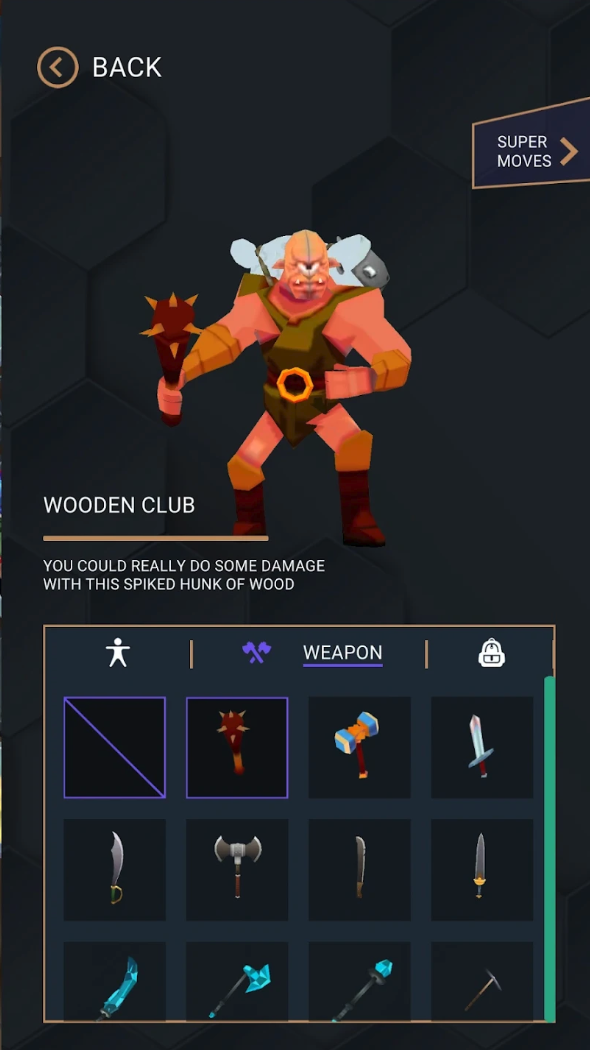 BACK
SUPER
MOVES
WOODEN CLUB
YOU COULD REALLY DO SOME DAMAGE
WITH THIS SPIKED HUNK OF WOOD
WEAPON